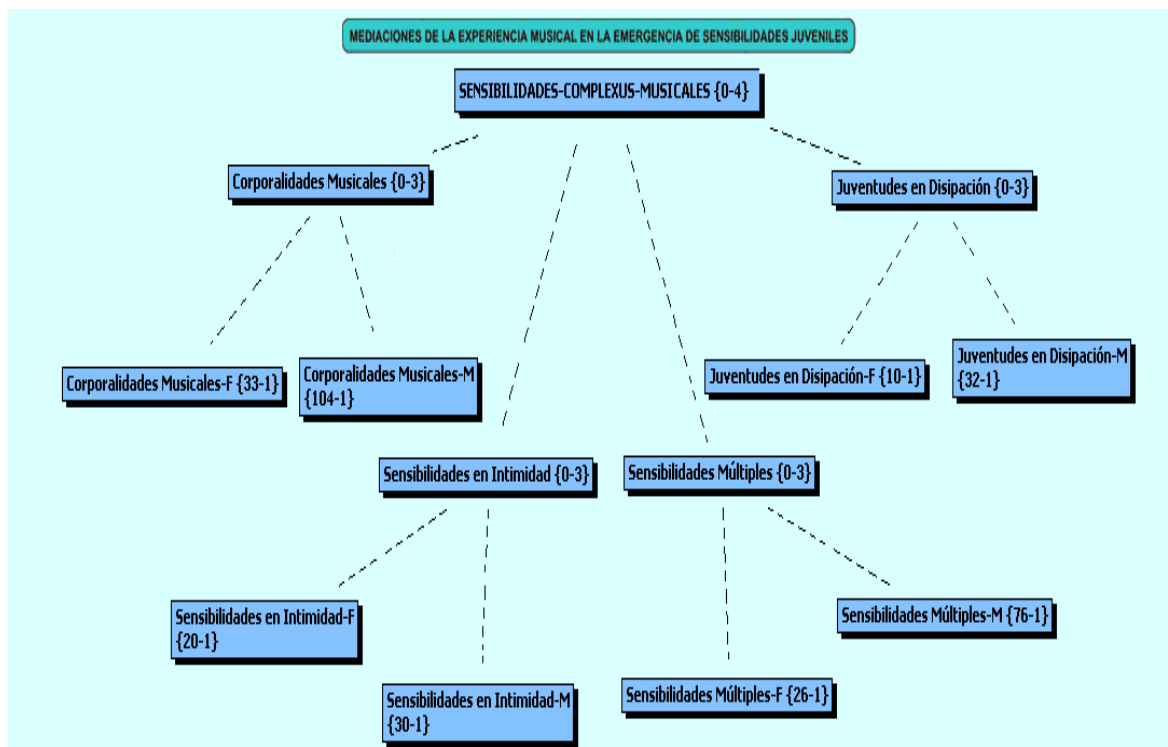 MEDIACIONES DE LA EXPERIENCIA MUSICAL EN LA EMERGENCIA DE SENSIBILIDADES JUVENILES
SENSIBILIDADES-COMPLEXUS-MUSICALES {0-4}
Corporalidades Musicales {0-3}
Juventudes en Disipación {0-3}
Corporalidades Musicales-F {33-1}
Corporalidades Musicales-M
{104-1}
Juventudes en Disipación-F {10-1}
Juventudes en Disipación-M
{32-1}
Sensibilidades en Intimidad {0-3}
Sensibilidades Múltiples {0-3}
Sensibilidades en Intimidad-F
{20-1}
Sensibilidades en Intimidad-M
{30-1}
Sensibilidades Múltiples-F {26-1}
Sensibilidades Múltiples-M {76-1}